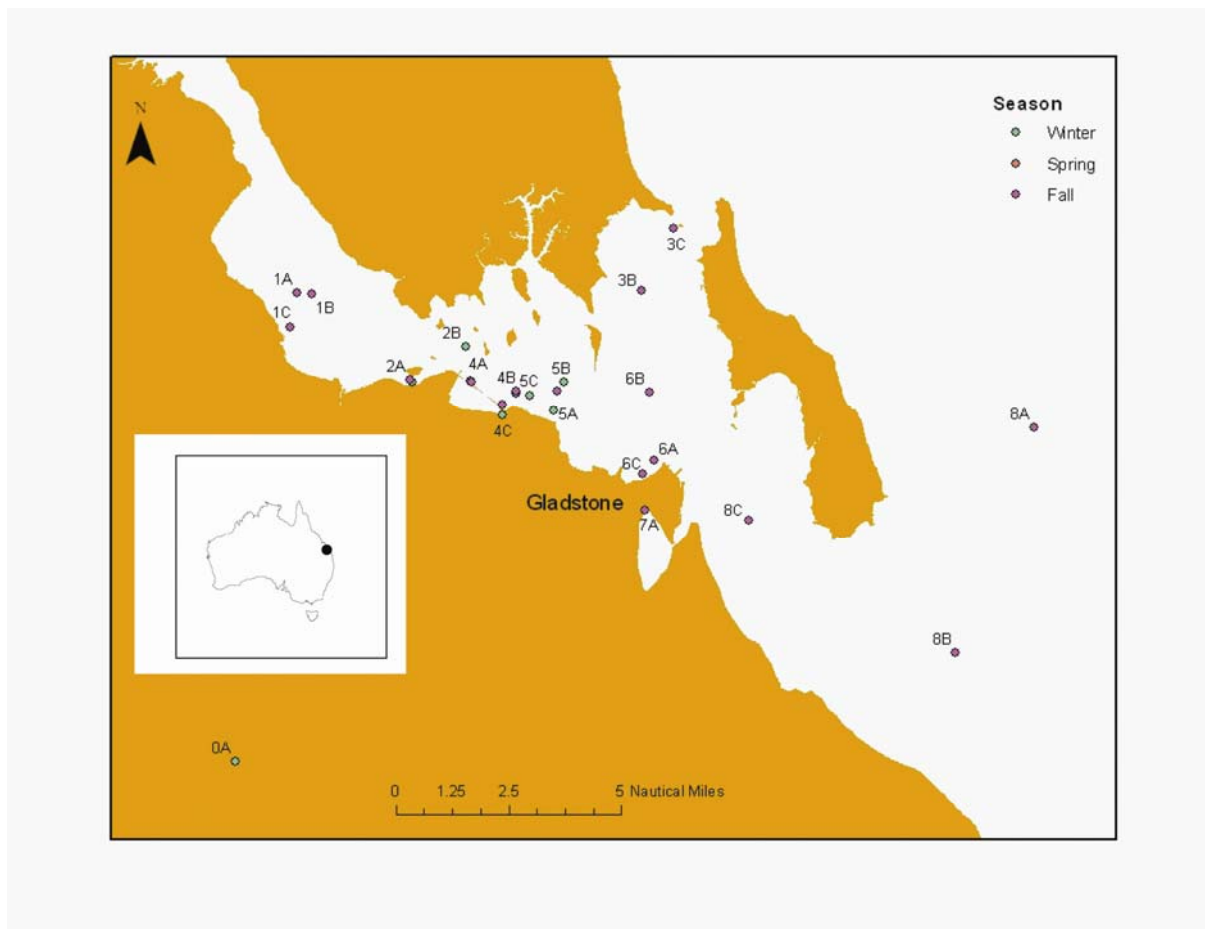 N
Season
Winter
Spring
Fall
3C
1A
1B
3B
1C
2B
2A
4A
4B
5C
5B
6B
5A
4C
8A
6A
6C
Gladstone
7A
8C
8B
0A
0 1.25 2.5 5 Nautical Miles